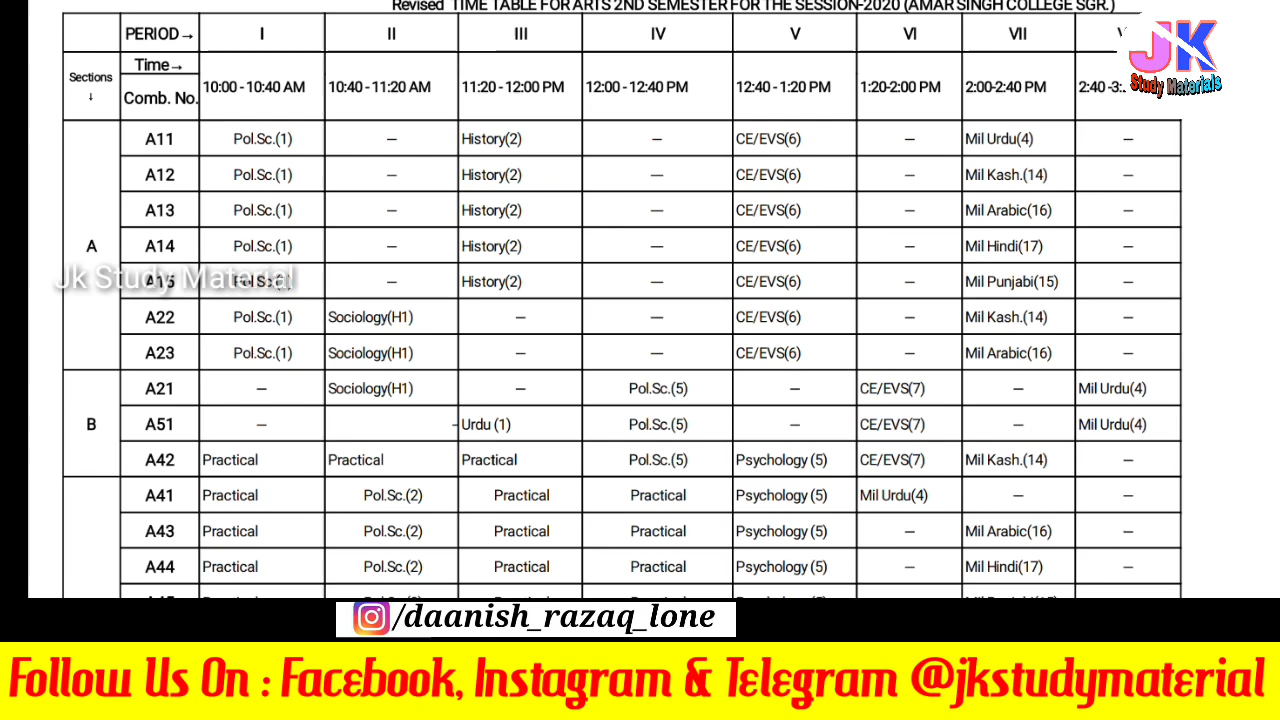 Revised TIME TABLE FOR ARTS 2ND SEMESTER FOR THE SESSION-2020 (AMAR SINGH COLLEGE SGR.)
PERIOD→ I II III IV V VI VII
JK
Study Materials
Sections ↓ Time→
Comb. No. 10:00 - 10:40 AM 10:40 - 11:20 AM 11:20 - 12:00 PM 12:00 - 12:40 PM 12:40 - 1:20 PM 1:20-2:00 PM 2:00-2:40 PM 2:40 -3:
A11 Pol.Sc.(1) — History(2) — CE/EVS(6) — Mil Urdu(4) —
A12 Pol.Sc.(1) — History(2) — CE/EVS(6) — Mil Kash.(14) —
A13 Pol.Sc.(1) — History(2) — CE/EVS(6) — Mil Arabic(16) —
A A14 Pol.Sc.(1) — History(2) — CE/EVS(6) — Mil Hindi(17) —
Jk Study Material
A15 Pol.Sc.(1) — History(2) — CE/EVS(6) — Mil Punjabi(15) —
A22 Pol.Sc.(1) Sociology(H1) — — CE/EVS(6) — Mil Kash.(14) —
A23 Pol.Sc.(1) Sociology(H1) — — CE/EVS(6) — Mil Arabic(16) —
A21 — Sociology(H1) — Pol.Sc.(5) — CE/EVS(7) — Mil Urdu(4)
B A51 — – Urdu (1) Pol.Sc.(5) — CE/EVS(7) — Mil Urdu(4)
A42 Practical Practical Practical Pol.Sc.(5) Psychology (5) CE/EVS(7) Mil Kash.(14) —
A41 Practical Pol.Sc.(2) Practical Practical Psychology (5) Mil Urdu(4) — —
A43 Practical Pol.Sc.(2) Practical Practical Psychology (5) — Mil Arabic(16) —
A44 Practical Pol.Sc.(2) Practical Practical Psychology (5) — Mil Hindi(17) —
/daanish_razaq_lone
Follow Us On : Facebook, Instagram & Telegram @jkstudymaterial